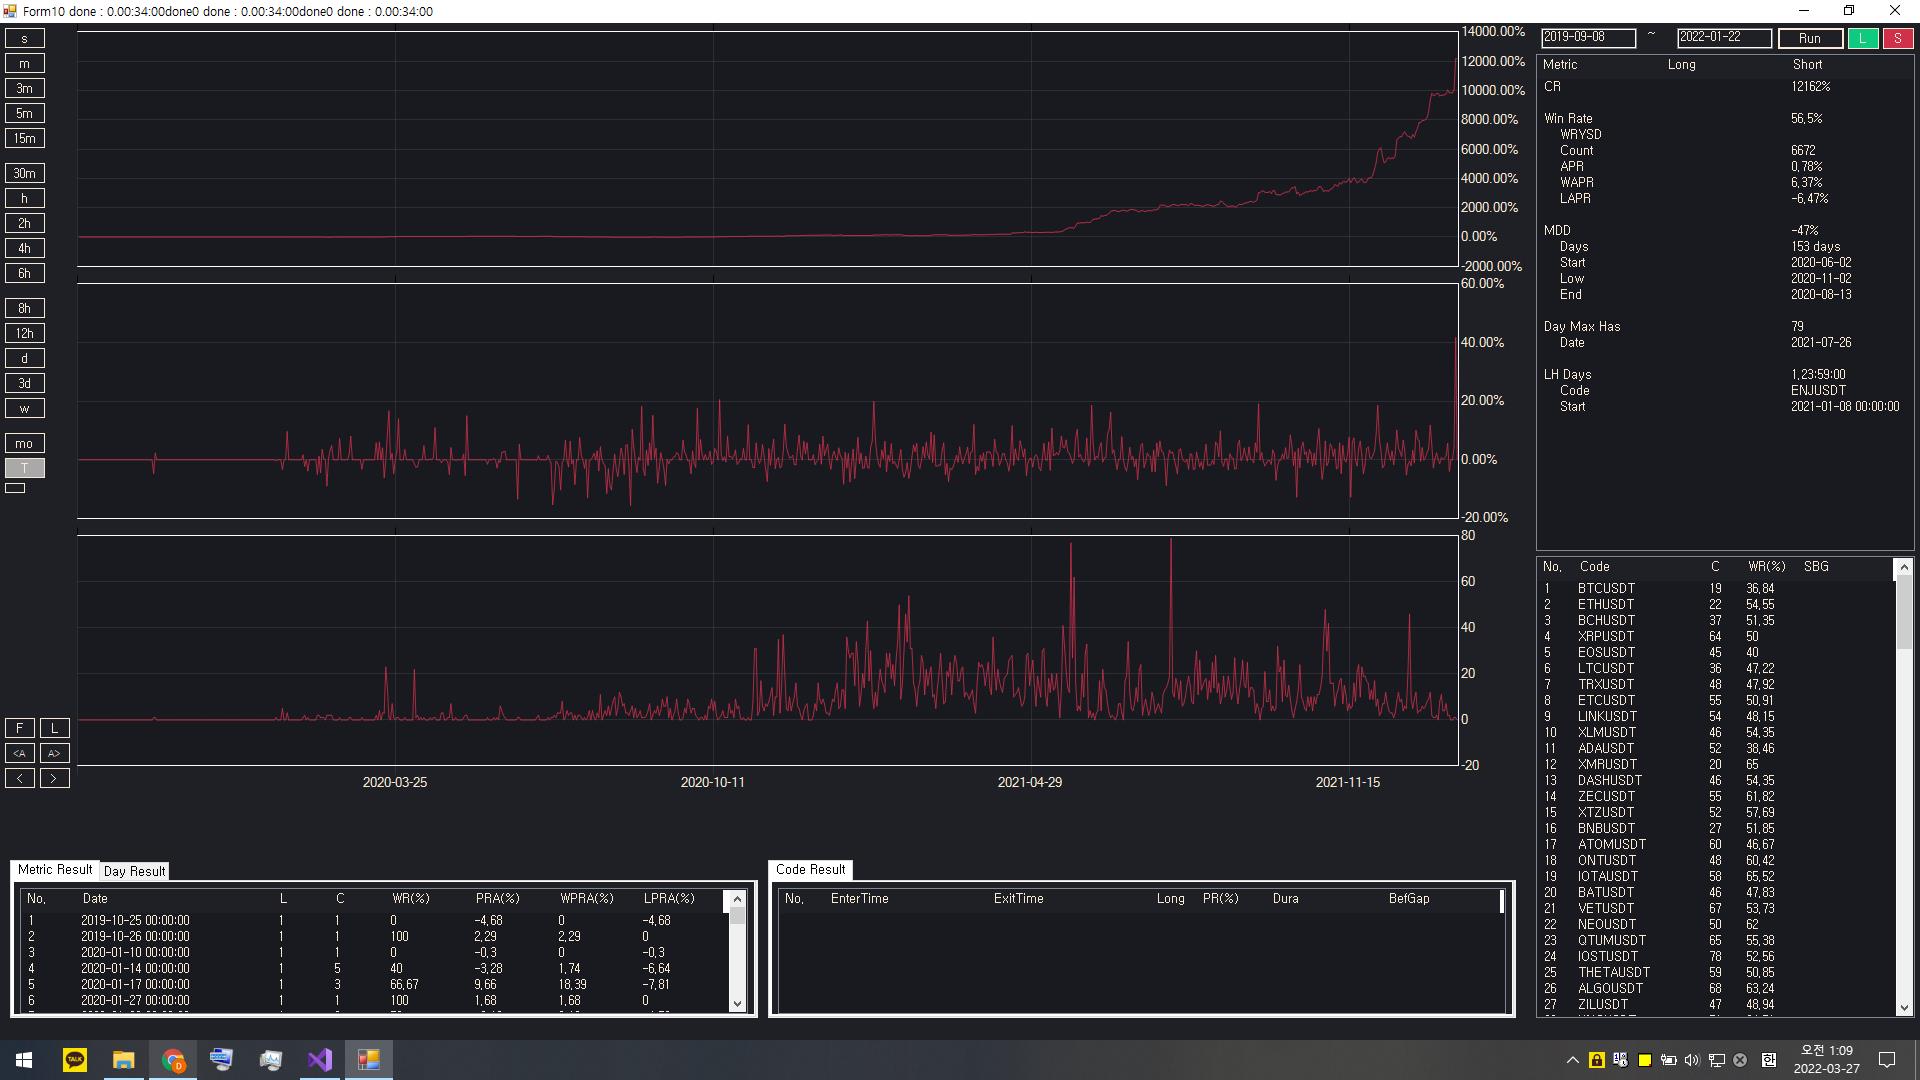 Form10 done : 0.00:34:00done0 done : 0.00:34:00done0 done : 0.00:34:00
s
m
3m
5m
15m
30m
h
2h
4h
6h
8h
12h
d
3d
w
mo
T
F L
<A A>
< >
14000.00%
12000.00%
10000.00%
8000.00%
6000.00%
4000.00%
2000.00%
0.00%
-2000.00%
60.00%
40.00%
20.00%
0.00%
-20.00%
80
60
40
20
0
-20
2020-03-25 2020-10-11 2021-04-29 2021-11-15
2019-09-08 ~ 2022-01-22 Run L S
Metric Long Short
CR 12162%
Win Rate 56,5%
WRYSD
Count 6672
APR 0,78%
WAPR 6,37%
LAPR -6,47%
MDD -47%
Days 153 days
Start 2020-06-02
Low 2020-11-02
End 2020-08-13
Day Max Has 79
Date 2021-07-26
LH Days 1,23:59:00
Code ENJUSDT
Start 2021-01-08 00:00:00
No, Code C WR(%) SBG
1 BTCUSDT 19 36,84
2 ETHUSDT 22 54,55
3 BCHUSDT 37 51,35
4 XRPUSDT 64 50
5 EOSUSDT 45 40
6 LTCUSDT 36 47,22
7 TRXUSDT 48 47,92
8 ETCUSDT 55 50,91
9 LINKUSDT 54 48,15
10 XLMUSDT 46 54,35
11 ADAUSDT 52 38,46
12 XMRUSDT 20 65
13 DASHUSDT 46 54,35
14 ZECUSDT 55 61,82
15 XTZUSDT 52 57,69
16 BNBUSDT 27 51,85
17 ATOMUSDT 60 46,67
18 ONTUSDT 48 60,42
19 IOTAUSDT 58 65,52
20 BATUSDT 46 47,83
21 VETUSDT 67 53,73
22 NEOUSDT 50 62
23 QTUMUSDT 65 55,38
24 IOSTUSDT 78 52,56
25 THETAUSDT 59 50,85
26 ALGOUSDT 68 63,24
27 ZILUSDT 47 48,94
Metric Result Day Result
No, Date L C WR(%) PRA(%) WPRA(%) LPRA(%)
1 2019-10-25 00:00:00 1 1 0 -4,68 0 -4,68
2 2019-10-26 00:00:00 1 1 100 2,29 2,29 0
3 2020-01-10 00:00:00 1 1 0 -0,3 0 -0,3
4 2020-01-14 00:00:00 1 5 40 -3,28 1,74 -6,64
5 2020-01-17 00:00:00 1 3 66,67 9,66 18,39 -7,81
6 2020-01-27 00:00:00 1 1 100 1,68 1,68 0
Code Result
No, EnterTime ExitTime Long PR(%) Dura BefGap
TALK
D
오전 1:09
2022-03-27